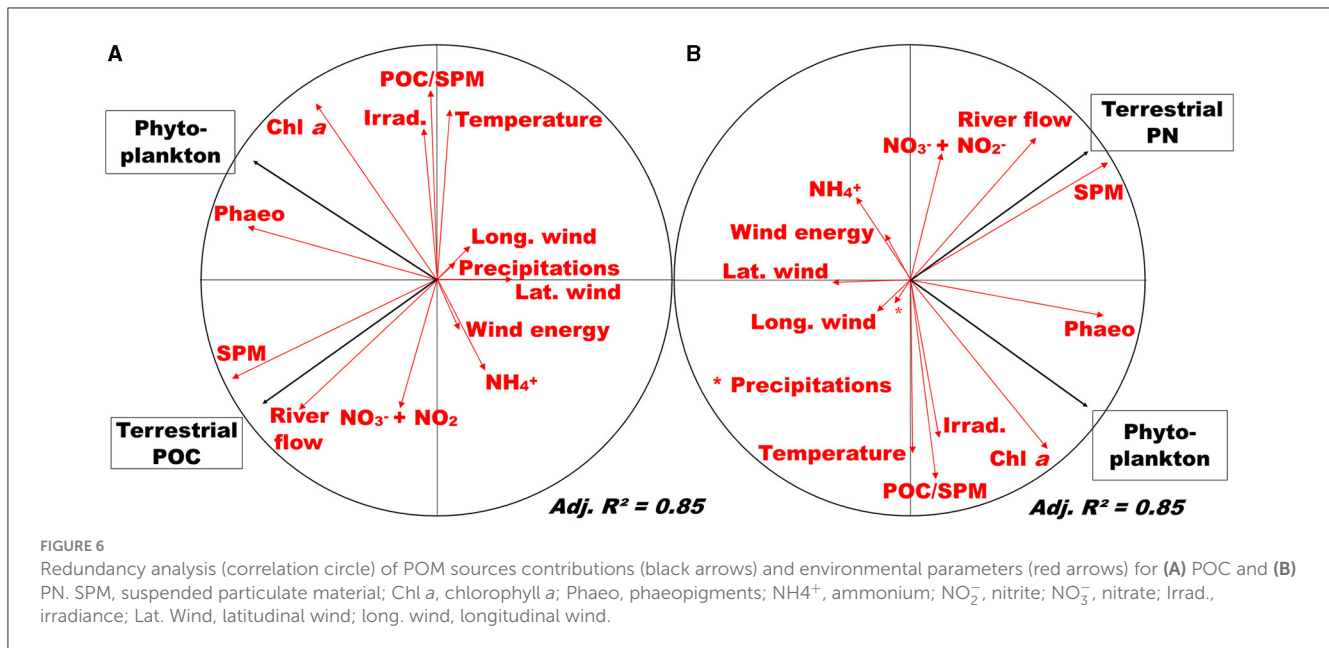 A
POC/SPM
Irrad.
Temperature
Chl a
Phyto-
plankton
Phaeo
Long. wind
Precipitations
Lat. wind
Wind energy
NH₄⁺
SPM
River
flow
NO₃⁻ + NO₂
Terrestrial
POC
Adj. R² = 0.85
B
River flow
Terrestrial
PN
NO₃⁻ + NO₂⁻
SPM
NH₄⁺
Wind energy
Lat. wind
Long. wind
*
Phaeo
* Precipitations
Irrad.
Temperature
Chl a
Phyto-
plankton
POC/SPM
Adj. R² = 0.85
FIGURE 6
Redundancy analysis (correlation circle) of POM sources contributions (black arrows) and environmental parameters (red arrows) for (A) POC and (B)
PN. SPM, suspended particulate material; Chl a, chlorophyll a; Phaeo, phaeopigments; NH4⁺, ammonium; NO₂⁻, nitrite; NO₃⁻, nitrate; Irrad.,
irradiance; Lat. Wind, latitudinal wind; long. wind, longitudinal wind.